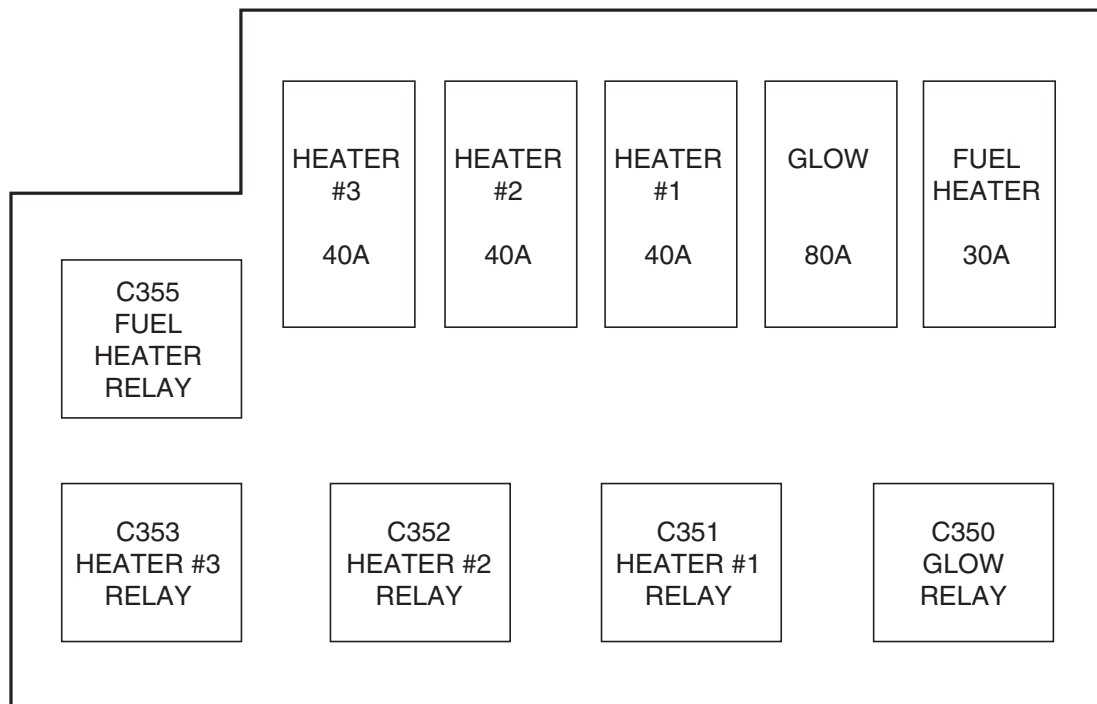 HEATER
#3
40A
HEATER
#2
40A
HEATER
#1
40A
GLOW
80A
FUEL
HEATER
30A
C355
FUEL
HEATER
RELAY
C353
HEATER #3
RELAY
C352
HEATER #2
RELAY
C351
HEATER #1
RELAY
C350
GLOW
RELAY